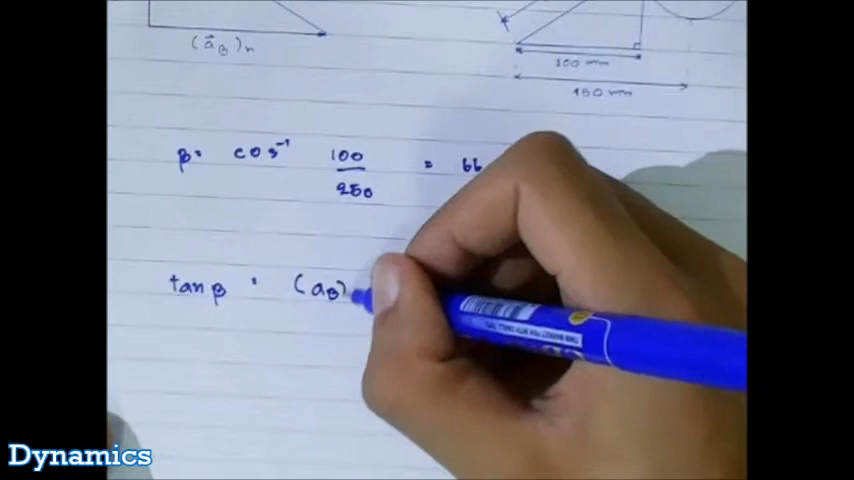 (a⃗B)n
100 mm
150 mm
β = cos⁻¹ 100/250 = 66
tan β = (aB)
Dynamics